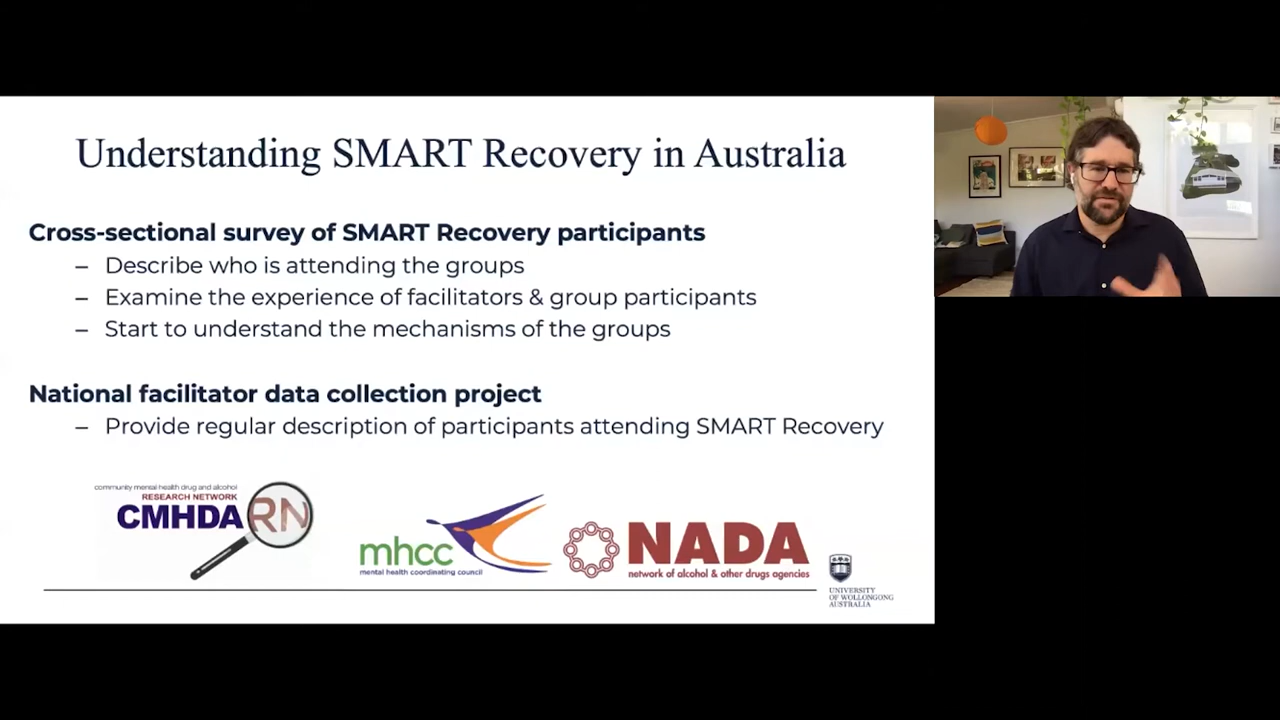 Understanding SMART Recovery in Australia
Cross-sectional survey of SMART Recovery participants
– Describe who is attending the groups
– Examine the experience of facilitators & group participants
– Start to understand the mechanisms of the groups
National facilitator data collection project
– Provide regular description of participants attending SMART Recovery
community mental health drug and alcohol
RESEARCH NETWORK
CMHDARN
mhcc
mental health coordinating council
NADA
network of alcohol & other drugs agencies
UNIVERSITY
OF WOLLONGONG
AUSTRALIA